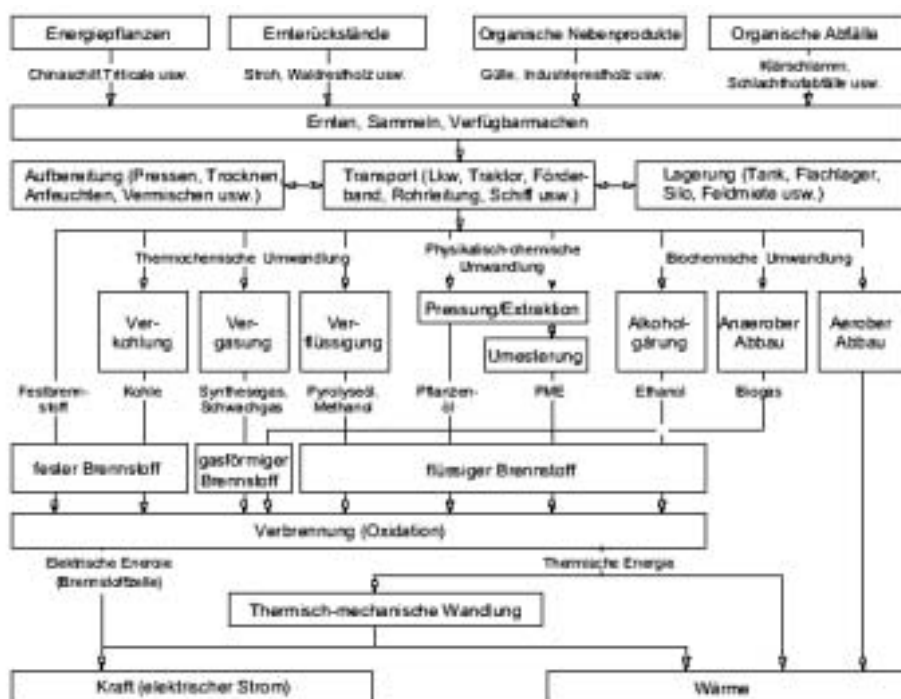 Energiepflanzen
Ernterückstände
Organische Nebenprodukte
Organische Abfälle
Chinaschilf, Triticale usw.
Stroh, Waldrestholz usw.
Gülle, Industrierestholz usw.
Klärschlamm,
Schlachthofabfälle usw.
Ernten, Sammeln, Verfügbarmachen
Aufbereitung (Pressen, Trocknen,
Anfeuchten, Vermischen usw.)
Transport (Lkw, Traktor, Förder-
band, Rohrleitung, Schiff usw.)
Lagerung (Tank, Flachlager,
Silo, Feldmiete usw.)
Thermochemische Umwandlung
Physikalisch-chemische
Umwandlung
Biochemische Umwandlung
Ver-
kohlung
Ver-
gasung
Ver-
flüssigung
Pressung/Extraktion
Umesterung
Alkohol-
gärung
Anaerober
Abbau
Aerober
Abbau
Festbrenn-
stoff
Kohle
Synthesegas,
Schwachgas
Pyrolyseöl,
Methanol
Pflanzen-
öl
PME
Ethanol
Biogas
fester Brennstoff
gasförmiger
Brennstoff
flüssiger Brennstoff
Verbrennung (Oxidation)
Elektrische Energie
(Brennstoffzelle)
Thermische Energie
Thermisch-mechanische Wandlung
Kraft (elektrischer Strom)
Wärme